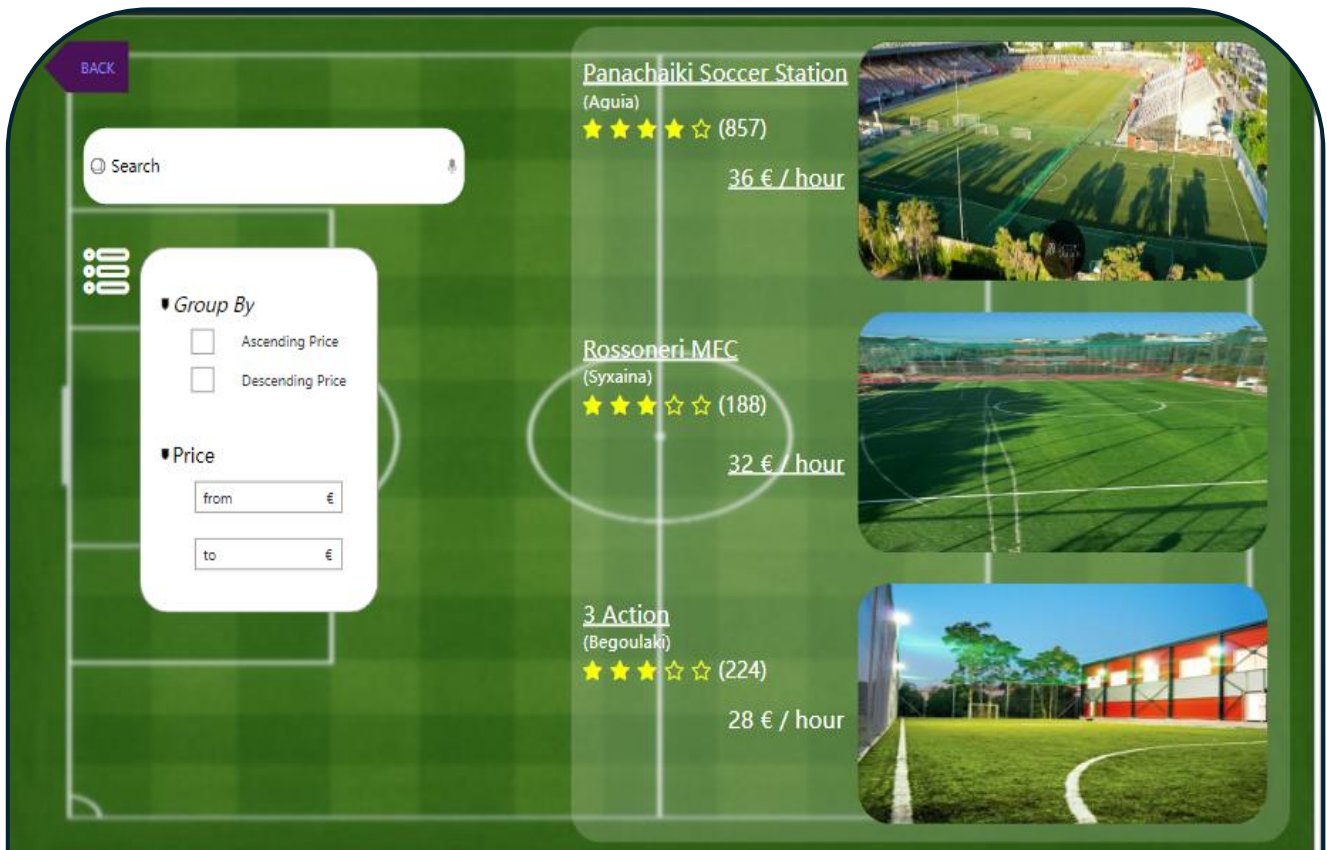 BACK
Search
Group By
Ascending Price
Descending Price
Price
from €
to €
Panachaiki Soccer Station
(Aguia)
(857)
36 € / hour
Rossoneri MFC
(Syxaina)
(188)
32 € / hour
3 Action
(Begoulaki)
(224)
28 € / hour